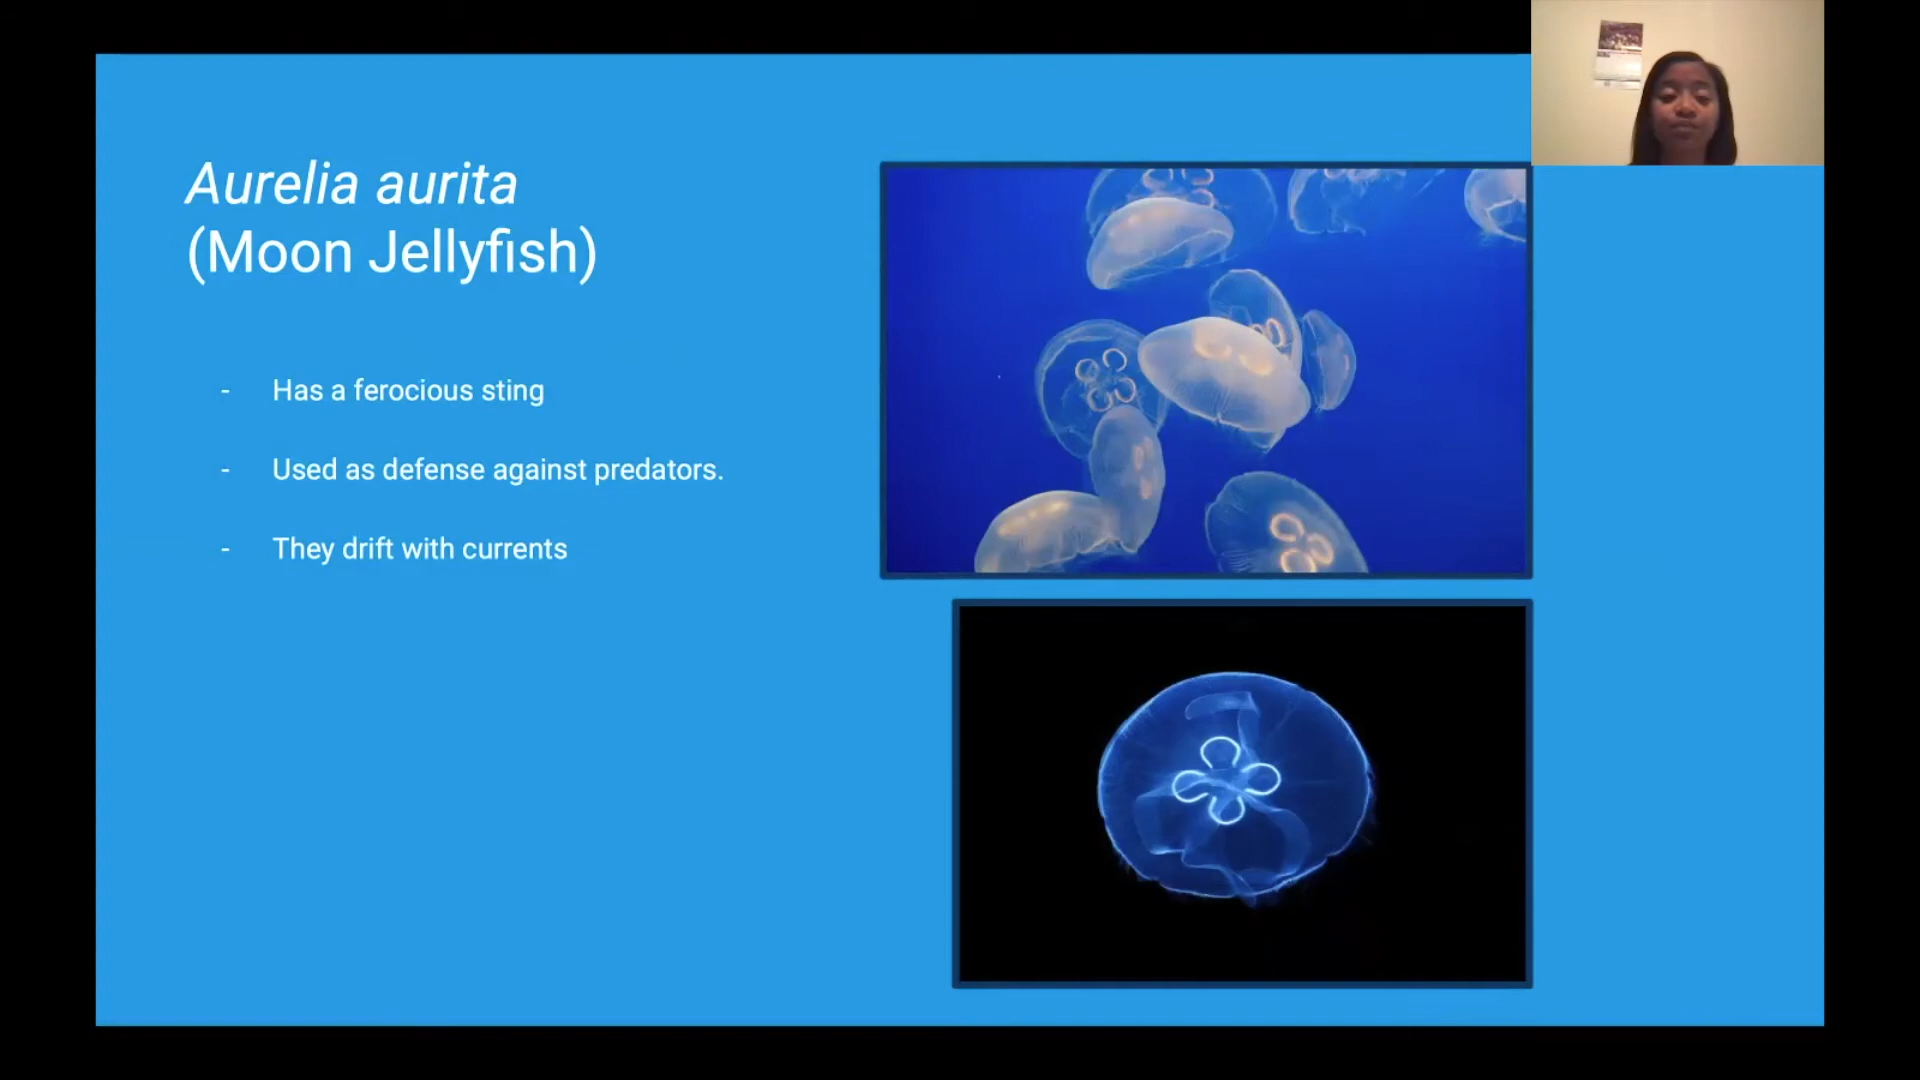 Aurelia aurita
(Moon Jellyfish)
- Has a ferocious sting
- Used as defense against predators.
- They drift with currents